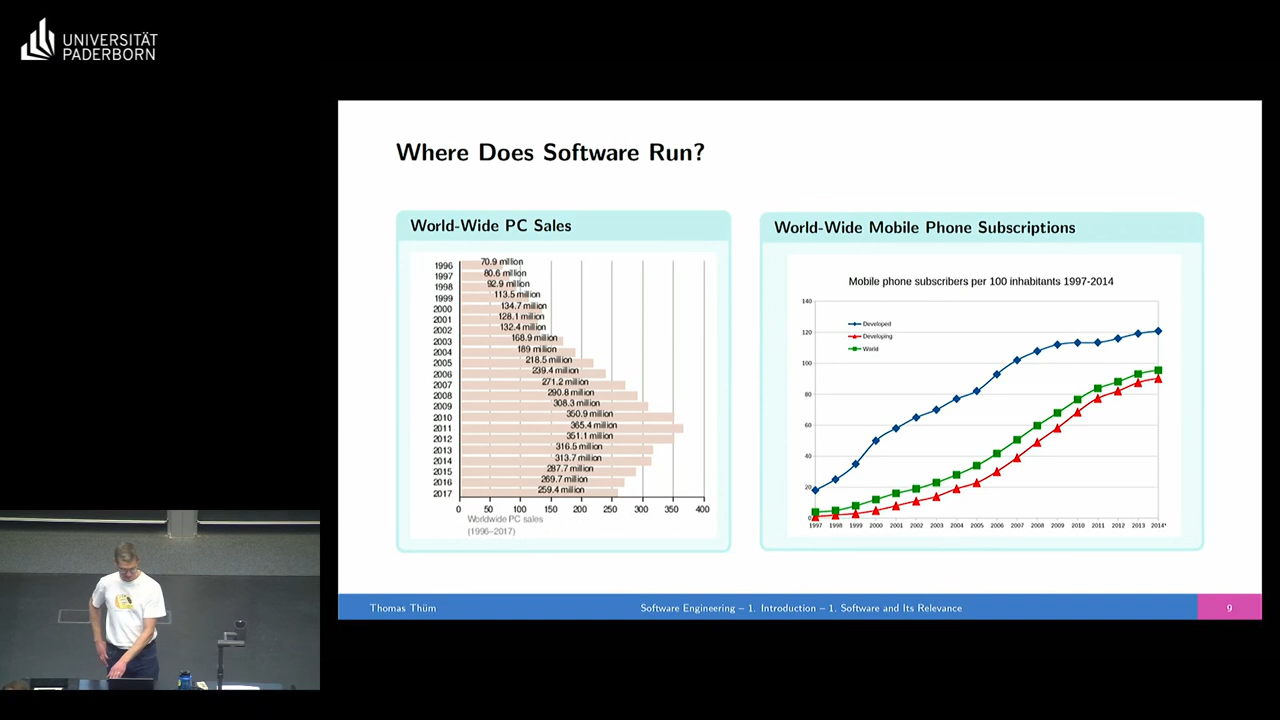 UNIVERSITÄT
PADERBORN
Where Does Software Run?
World-Wide PC Sales
1996 70.9 million
1997 80.6 million
1998 92.9 million
1999 113.5 million
2000 134.7 million
2001 128.1 million
2002 132.4 million
2003 168.9 million
2004 189 million
2005 218.5 million
2006 239.4 million
2007 271.2 million
2008 290.8 million
2009 308.3 million
2010 350.9 million
2011 365.4 million
2012 351.1 million
2013 316.5 million
2014 313.7 million
2015 287.7 million
2016 269.7 million
2017 259.4 million
0 50 100 150 200 250 300 350 400
Worldwide PC sales
(1996–2017)
World-Wide Mobile Phone Subscriptions
Mobile phone subscribers per 100 inhabitants 1997-2014
140
120
100
80
60
40
20
0
Developed
Developing
World
1997 1998 1999 2000 2001 2002 2003 2004 2005 2006 2007 2008 2009 2010 2011 2012 2013 2014*
Thomas Thüm Software Engineering – 1. Introduction – 1. Software and Its Relevance 9